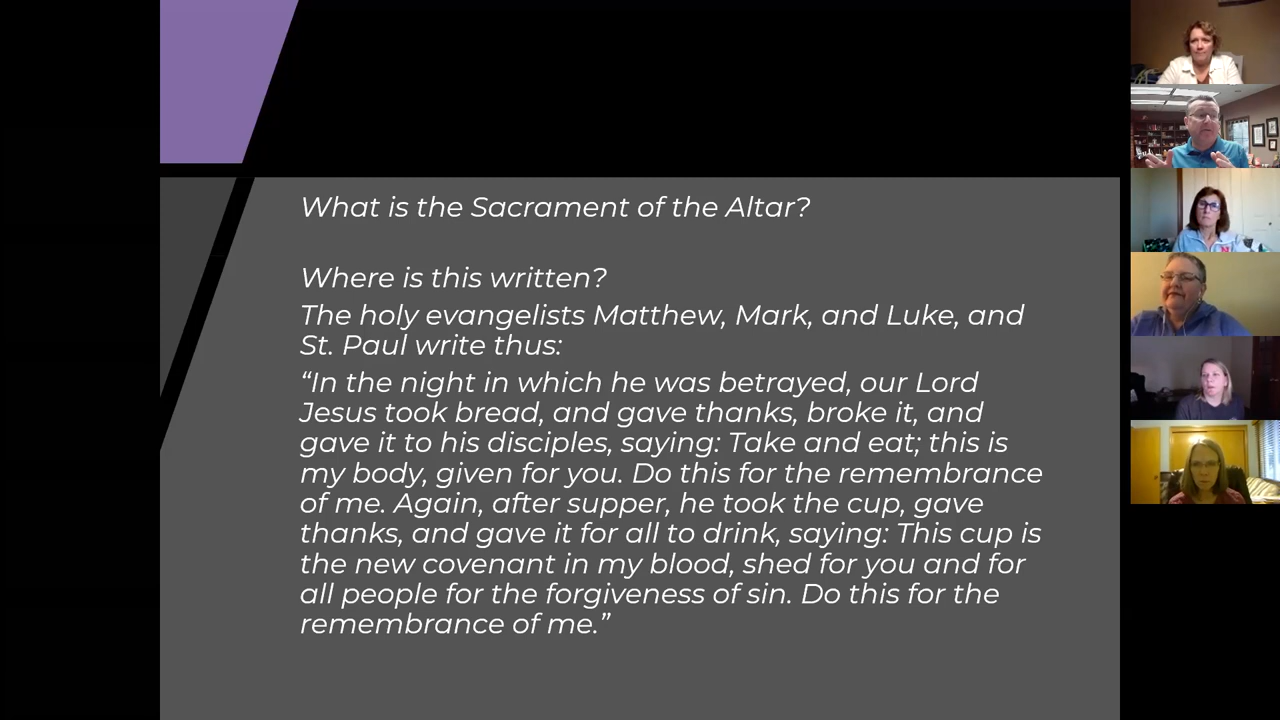 What is the Sacrament of the Altar?
Where is this written?
The holy evangelists Matthew, Mark, and Luke, and
St. Paul write thus:
“In the night in which he was betrayed, our Lord
Jesus took bread, and gave thanks, broke it, and
gave it to his disciples, saying: Take and eat; this is
my body, given for you. Do this for the remembrance
of me. Again, after supper, he took the cup, gave
thanks, and gave it for all to drink, saying: This cup is
the new covenant in my blood, shed for you and for
all people for the forgiveness of sin. Do this for the
remembrance of me.”